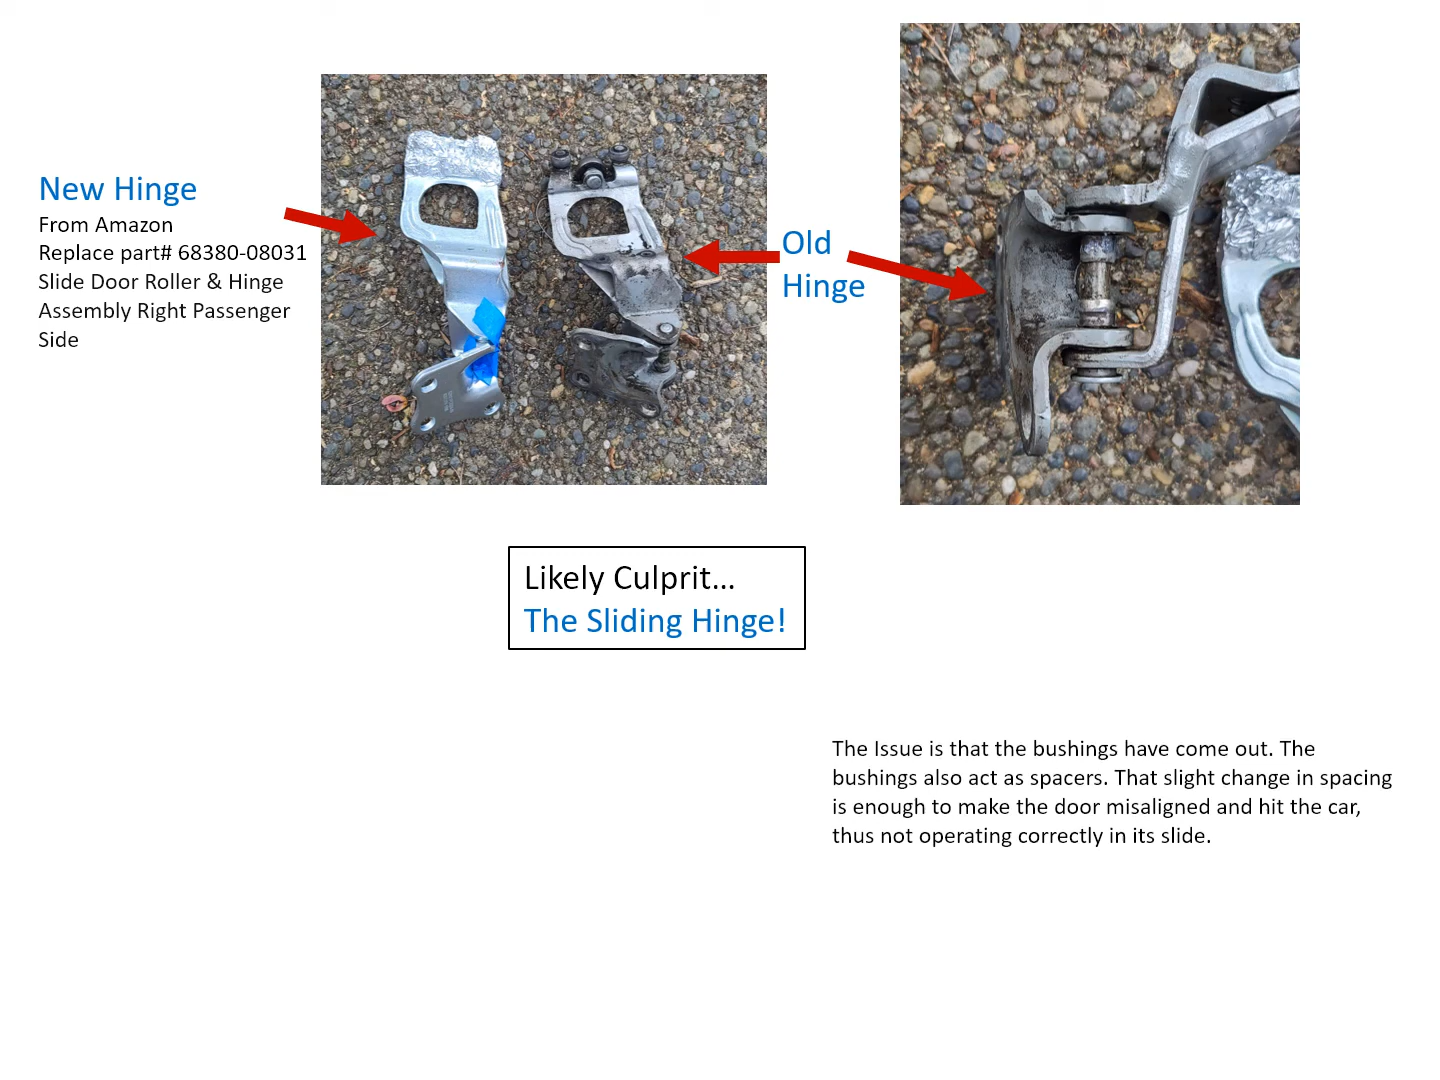 New Hinge
From Amazon
Replace part# 68380-08031
Slide Door Roller & Hinge
Assembly Right Passenger
Side
Old
Hinge
Likely Culprit...
The Sliding Hinge!
The Issue is that the bushings have come out. The
bushings also act as spacers. That slight change in spacing
is enough to make the door misaligned and hit the car,
thus not operating correctly in its slide.